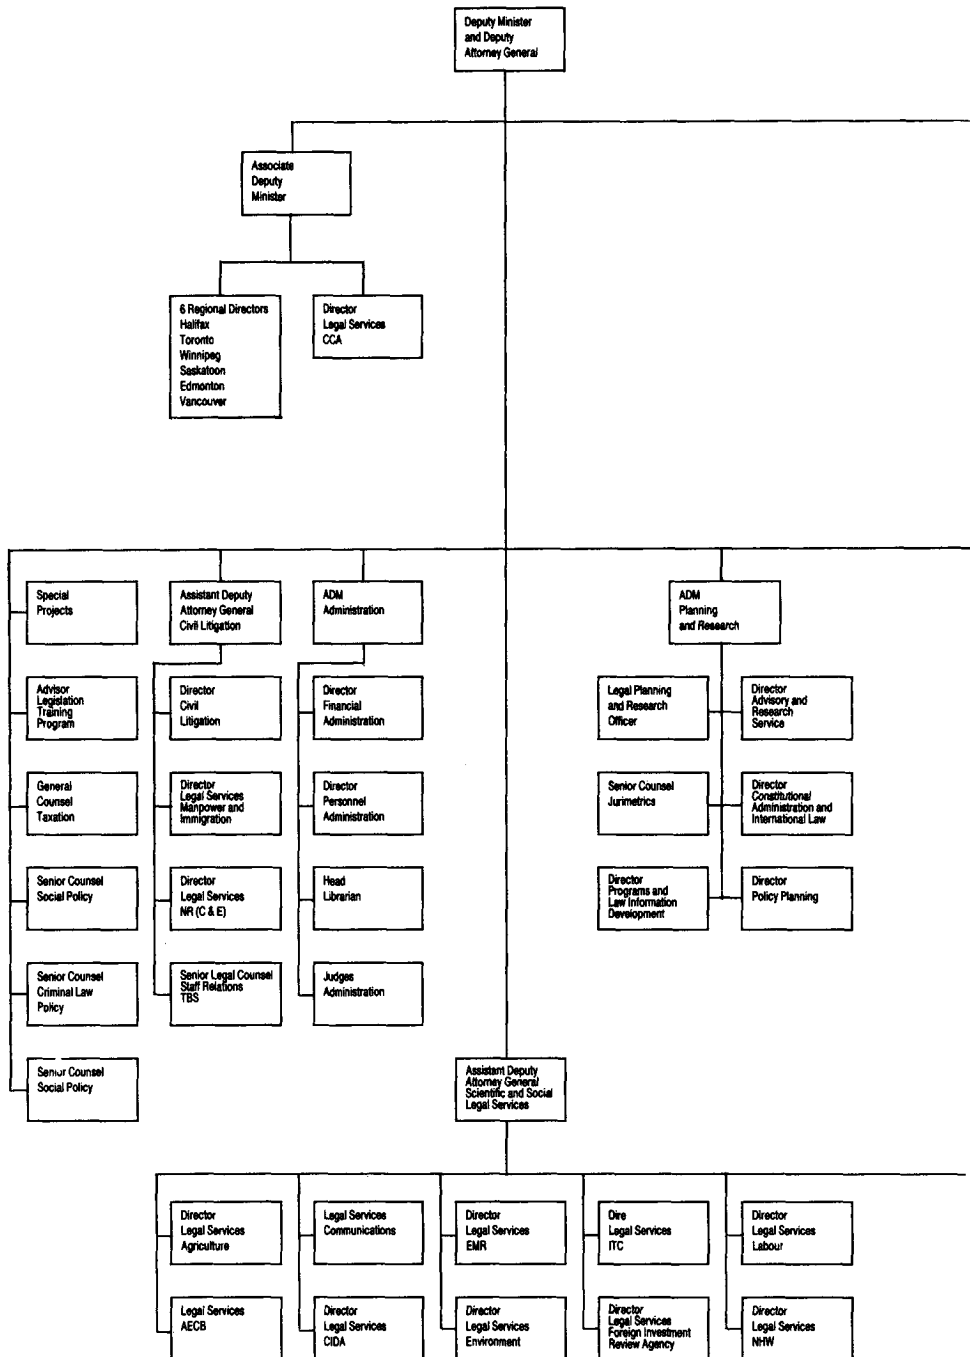 Deputy Minister
and Deputy
Attorney General
Associate
Deputy
Minister
6 Regional Directors
Halifax
Toronto
Winnipeg
Saskatoon
Edmonton
Vancouver
Director
Legal Services
CCA
Special
Projects
Advisor
Legislation
Training
Program
General
Counsel
Taxation
Senior Counsel
Social Policy
Senior Counsel
Criminal Law
Policy
Senior Counsel
Social Policy
Assistant Deputy
Attorney General
Civil Litigation
Director
Civil
Litigation
Director
Legal Services
Manpower and
Immigration
Director
Legal Services
NR (C & E)
Senior Legal Counsel
Staff Relations
TBS
ADM
Administration
Director
Financial
Administration
Director
Personnel
Administration
Head
Librarian
Judges
Administration
ADM
Planning
and Research
Legal Planning
and Research
Officer
Director
Advisory and
Research
Service
Senior Counsel
Jurimetrics
Director
Constitutional
Administration and
International Law
Director
Programs and
Law Information
Development
Director
Policy Planning
Assistant Deputy
Attorney General
Scientific and Social
Legal Services
Director
Legal Services
Agriculture
Legal Services
Communications
Director
Legal Services
EMR
Dire
Legal Services
ITC
Director
Legal Services
Labour
Legal Services
AECB
Director
Legal Services
CIDA
Director
Legal Services
Environment
Director
Legal Services
Foreign Investment
Review Agency
Director
Legal Services
NHW